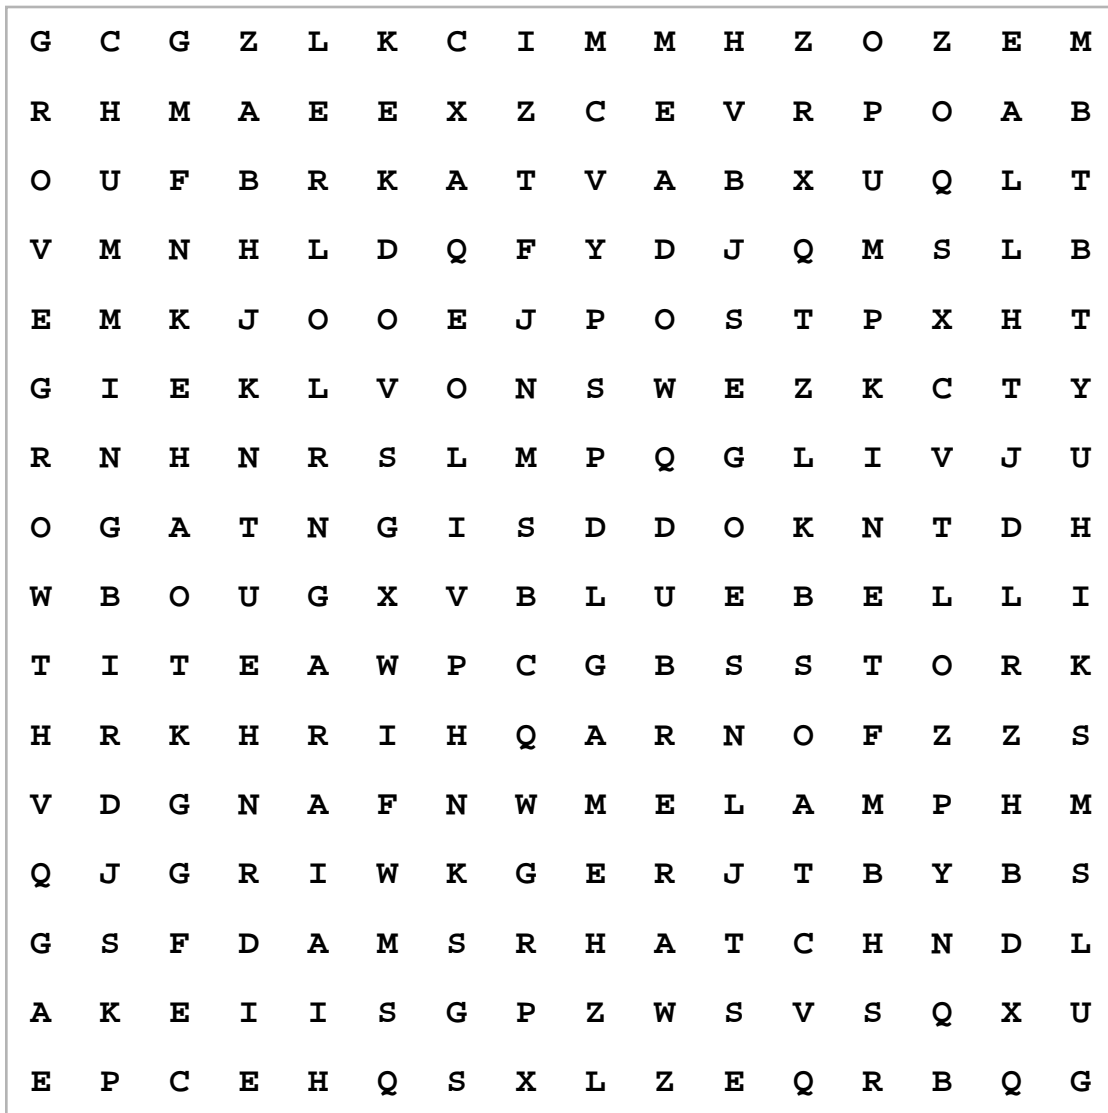 G C G Z L K C I M M H Z O Z E M
R H M A E E X Z C E V R P O A B
O U F B R K A T V A B X U Q L T
V M N H L D Q F Y D J Q M S L B
E M K J O O E J P O S T P X H T
G I E K L V O N S W E Z K C T Y
R N H N R S L M P Q G L I V J U
O G A T N G I S D D O K N T D H
W B O U G X V B L U E B E L L I
T I T E A W P C G B S S T O R K
H R K H R I H Q A R N O F Z Z S
V D G N A F N W M E L A M P H M
Q J G R I W K G E R J T B Y B S
G S F D A M S R H A T C H N D L
A K E I I S G P Z W S V S Q X U
E P C E H Q S X L Z E Q R B Q G